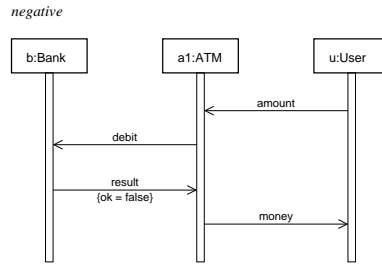 negative
b:Bank a1:ATM u:User
amount
debit
result
{ok = false}
money